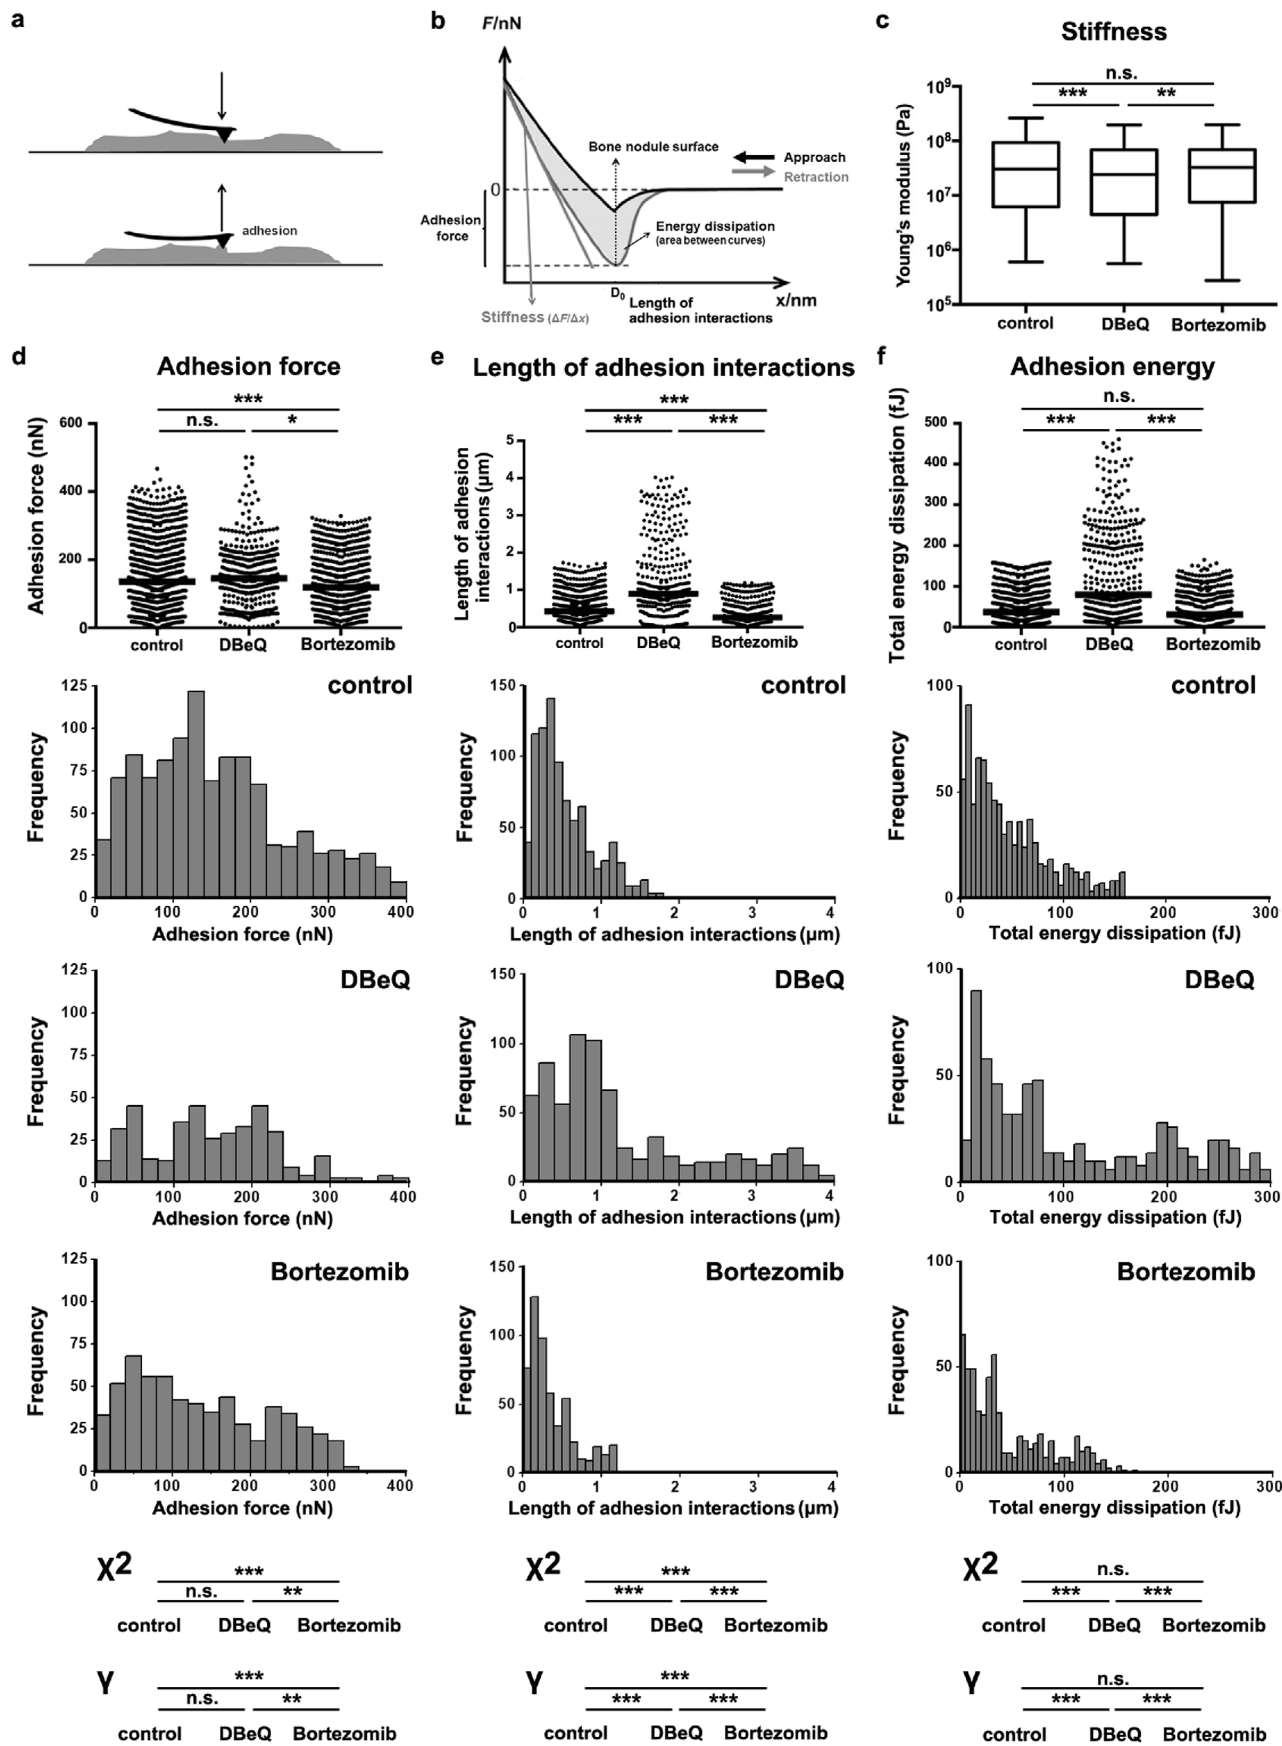 a
adhesion
b
F/nN
Bone nodule surface
Approach
Retraction
0
Adhesion
force
Energy dissipation
(area between curves)
D0
x/nm
Length of
adhesion interactions
Stiffness (ΔF/Δx)
c
Stiffness
n.s.
*** **
Young's modulus (Pa)
10^9
10^8
10^7
10^6
10^5
control DBeQ Bortezomib
d
Adhesion force
***
n.s. *
Adhesion force (nN)
600
400
200
0
control DBeQ Bortezomib
e
Length of adhesion interactions
***
*** ***
Length of adhesion
interactions (µm)
5
4
3
2
1
0
control DBeQ Bortezomib
f
Adhesion energy
n.s.
*** ***
Total energy dissipation (fJ)
500
400
300
200
100
0
control DBeQ Bortezomib
control
Frequency
125
100
75
50
25
0
0 100 200 300 400
Adhesion force (nN)
control
Frequency
150
100
50
0
0 1 2 3 4
Length of adhesion interactions (µm)
control
Frequency
100
50
0
0 100 200 300
Total energy dissipation (fJ)
DBeQ
Frequency
125
100
75
50
25
0
0 100 200 300 400
Adhesion force (nN)
DBeQ
Frequency
150
100
50
0
0 1 2 3 4
Length of adhesion interactions (µm)
DBeQ
Frequency
100
50
0
0 100 200 300
Total energy dissipation (fJ)
Bortezomib
Frequency
125
100
75
50
25
0
0 100 200 300 400
Adhesion force (nN)
Bortezomib
Frequency
150
100
50
0
0 1 2 3 4
Length of adhesion interactions (µm)
Bortezomib
Frequency
100
50
0
0 100 200 300
Total energy dissipation (fJ)
χ2
***
n.s. **
control DBeQ Bortezomib
χ2
***
*** ***
control DBeQ Bortezomib
χ2
n.s.
*** ***
control DBeQ Bortezomib
γ
***
n.s. **
control DBeQ Bortezomib
γ
***
*** ***
control DBeQ Bortezomib
γ
n.s.
*** ***
control DBeQ Bortezomib